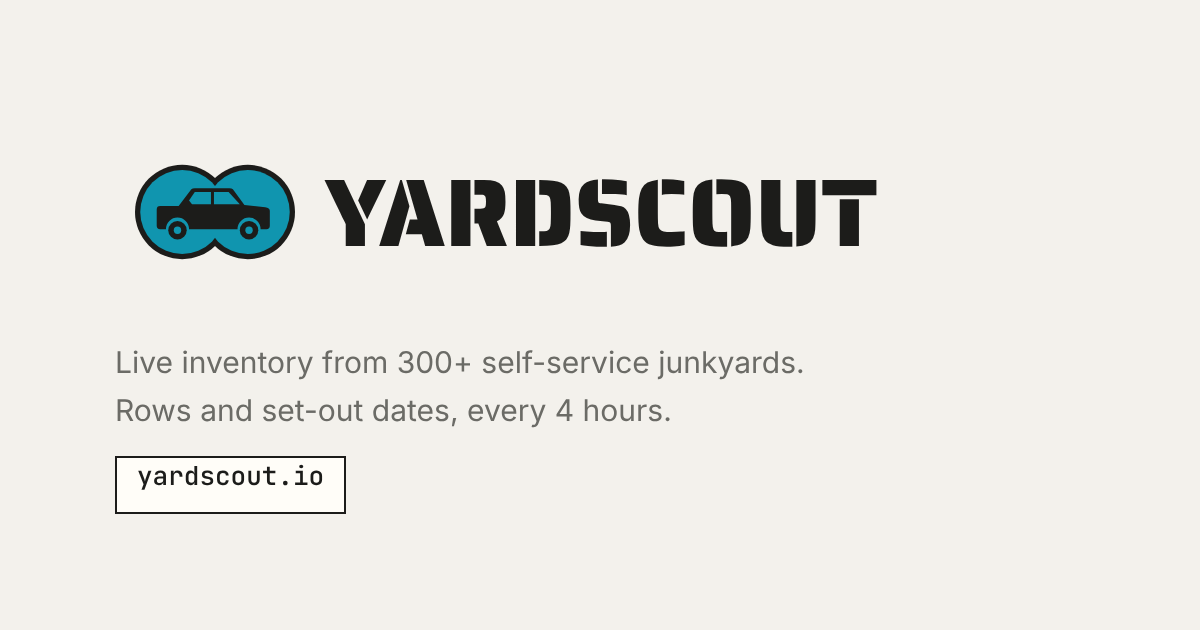 YARDSCOUT
Live inventory from 300+ self-service junkyards.
Rows and set-out dates, every 4 hours.
yardscout.io